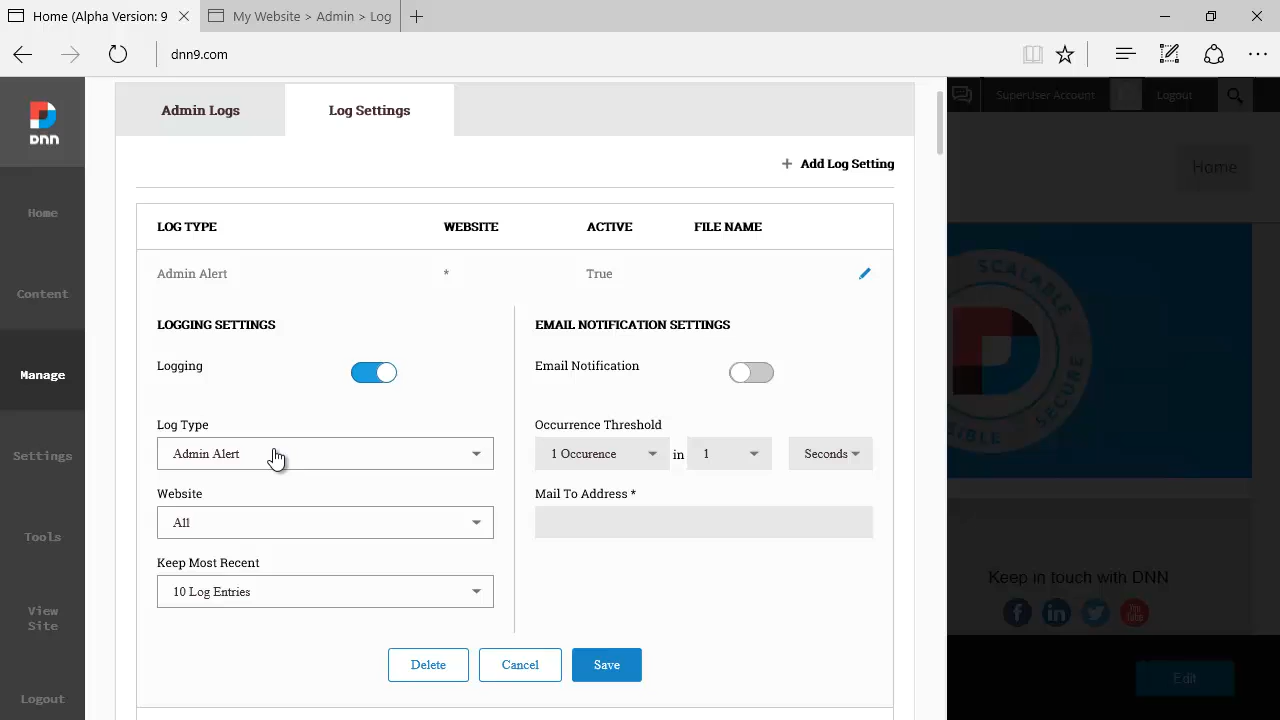 Home (Alpha Version: 9
My Website > Admin > Log
dnn9.com
DNN
Home
Content
Manage
Settings
Tools
View
Site
Logout
Admin Logs
Log Settings
+ Add Log Setting
LOG TYPE WEBSITE ACTIVE FILE NAME
Admin Alert * True
LOGGING SETTINGS
Logging
Log Type
Admin Alert
Website
All
Keep Most Recent
10 Log Entries
EMAIL NOTIFICATION SETTINGS
Email Notification
Occurrence Threshold
1 Occurence in 1 Seconds
Mail To Address *
Delete Cancel Save
SuperUser Account Logout
Home
SCALABLE
SECURE
Keep in touch with DNN
You
Tube
Edit